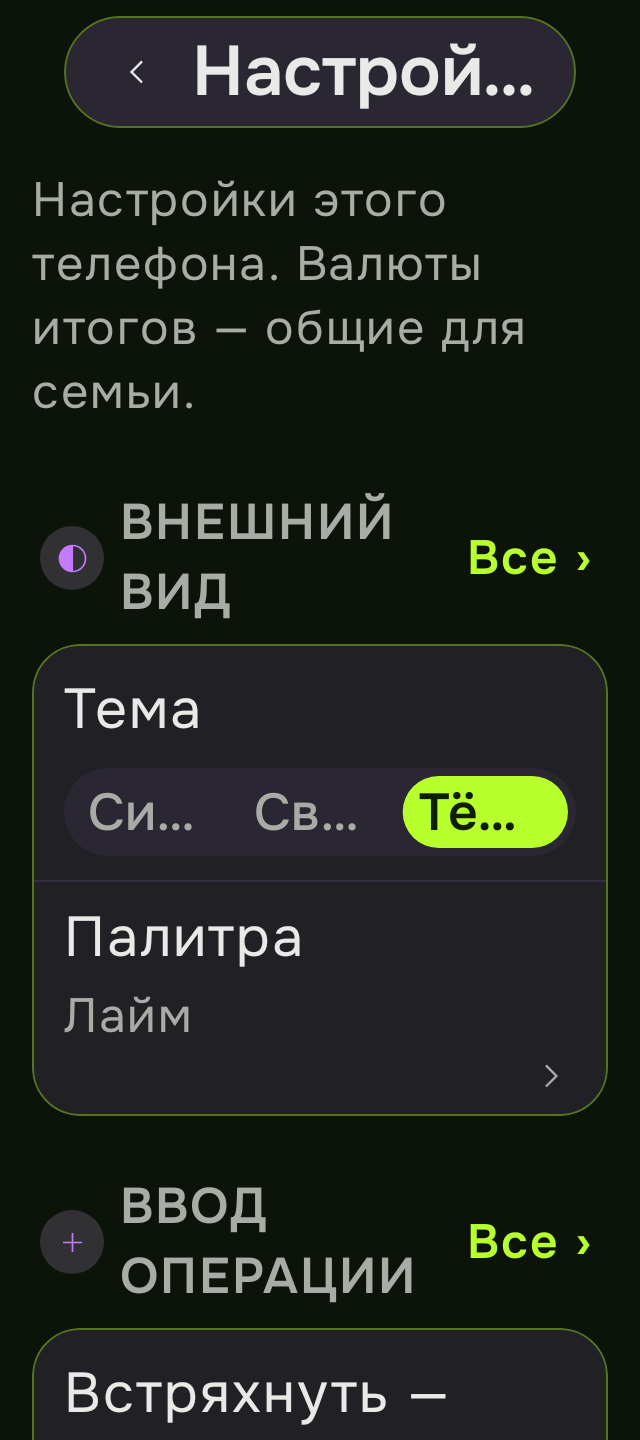 Настрой...
Настройки этого
телефона. Валюты
итогов — общие для
семьи.
ВНЕШНИЙ
ВИД
Все ›
Тема
Си... Св... Тё...
Палитра
Лайм
ВВОД
ОПЕРАЦИИ
Все ›
Встряхнуть —